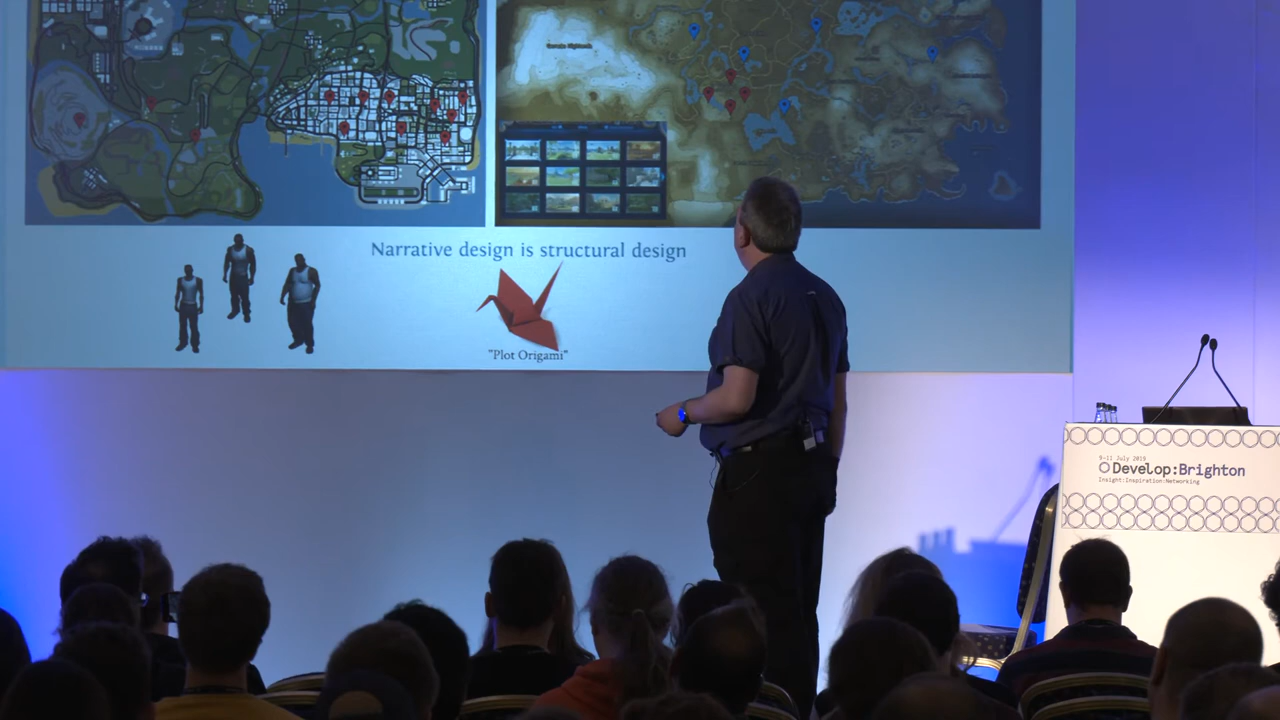 Narrative design is structural design
"Plot Origami"
9-11 July 2019
Develop:Brighton
Insight:Inspiration:Networking